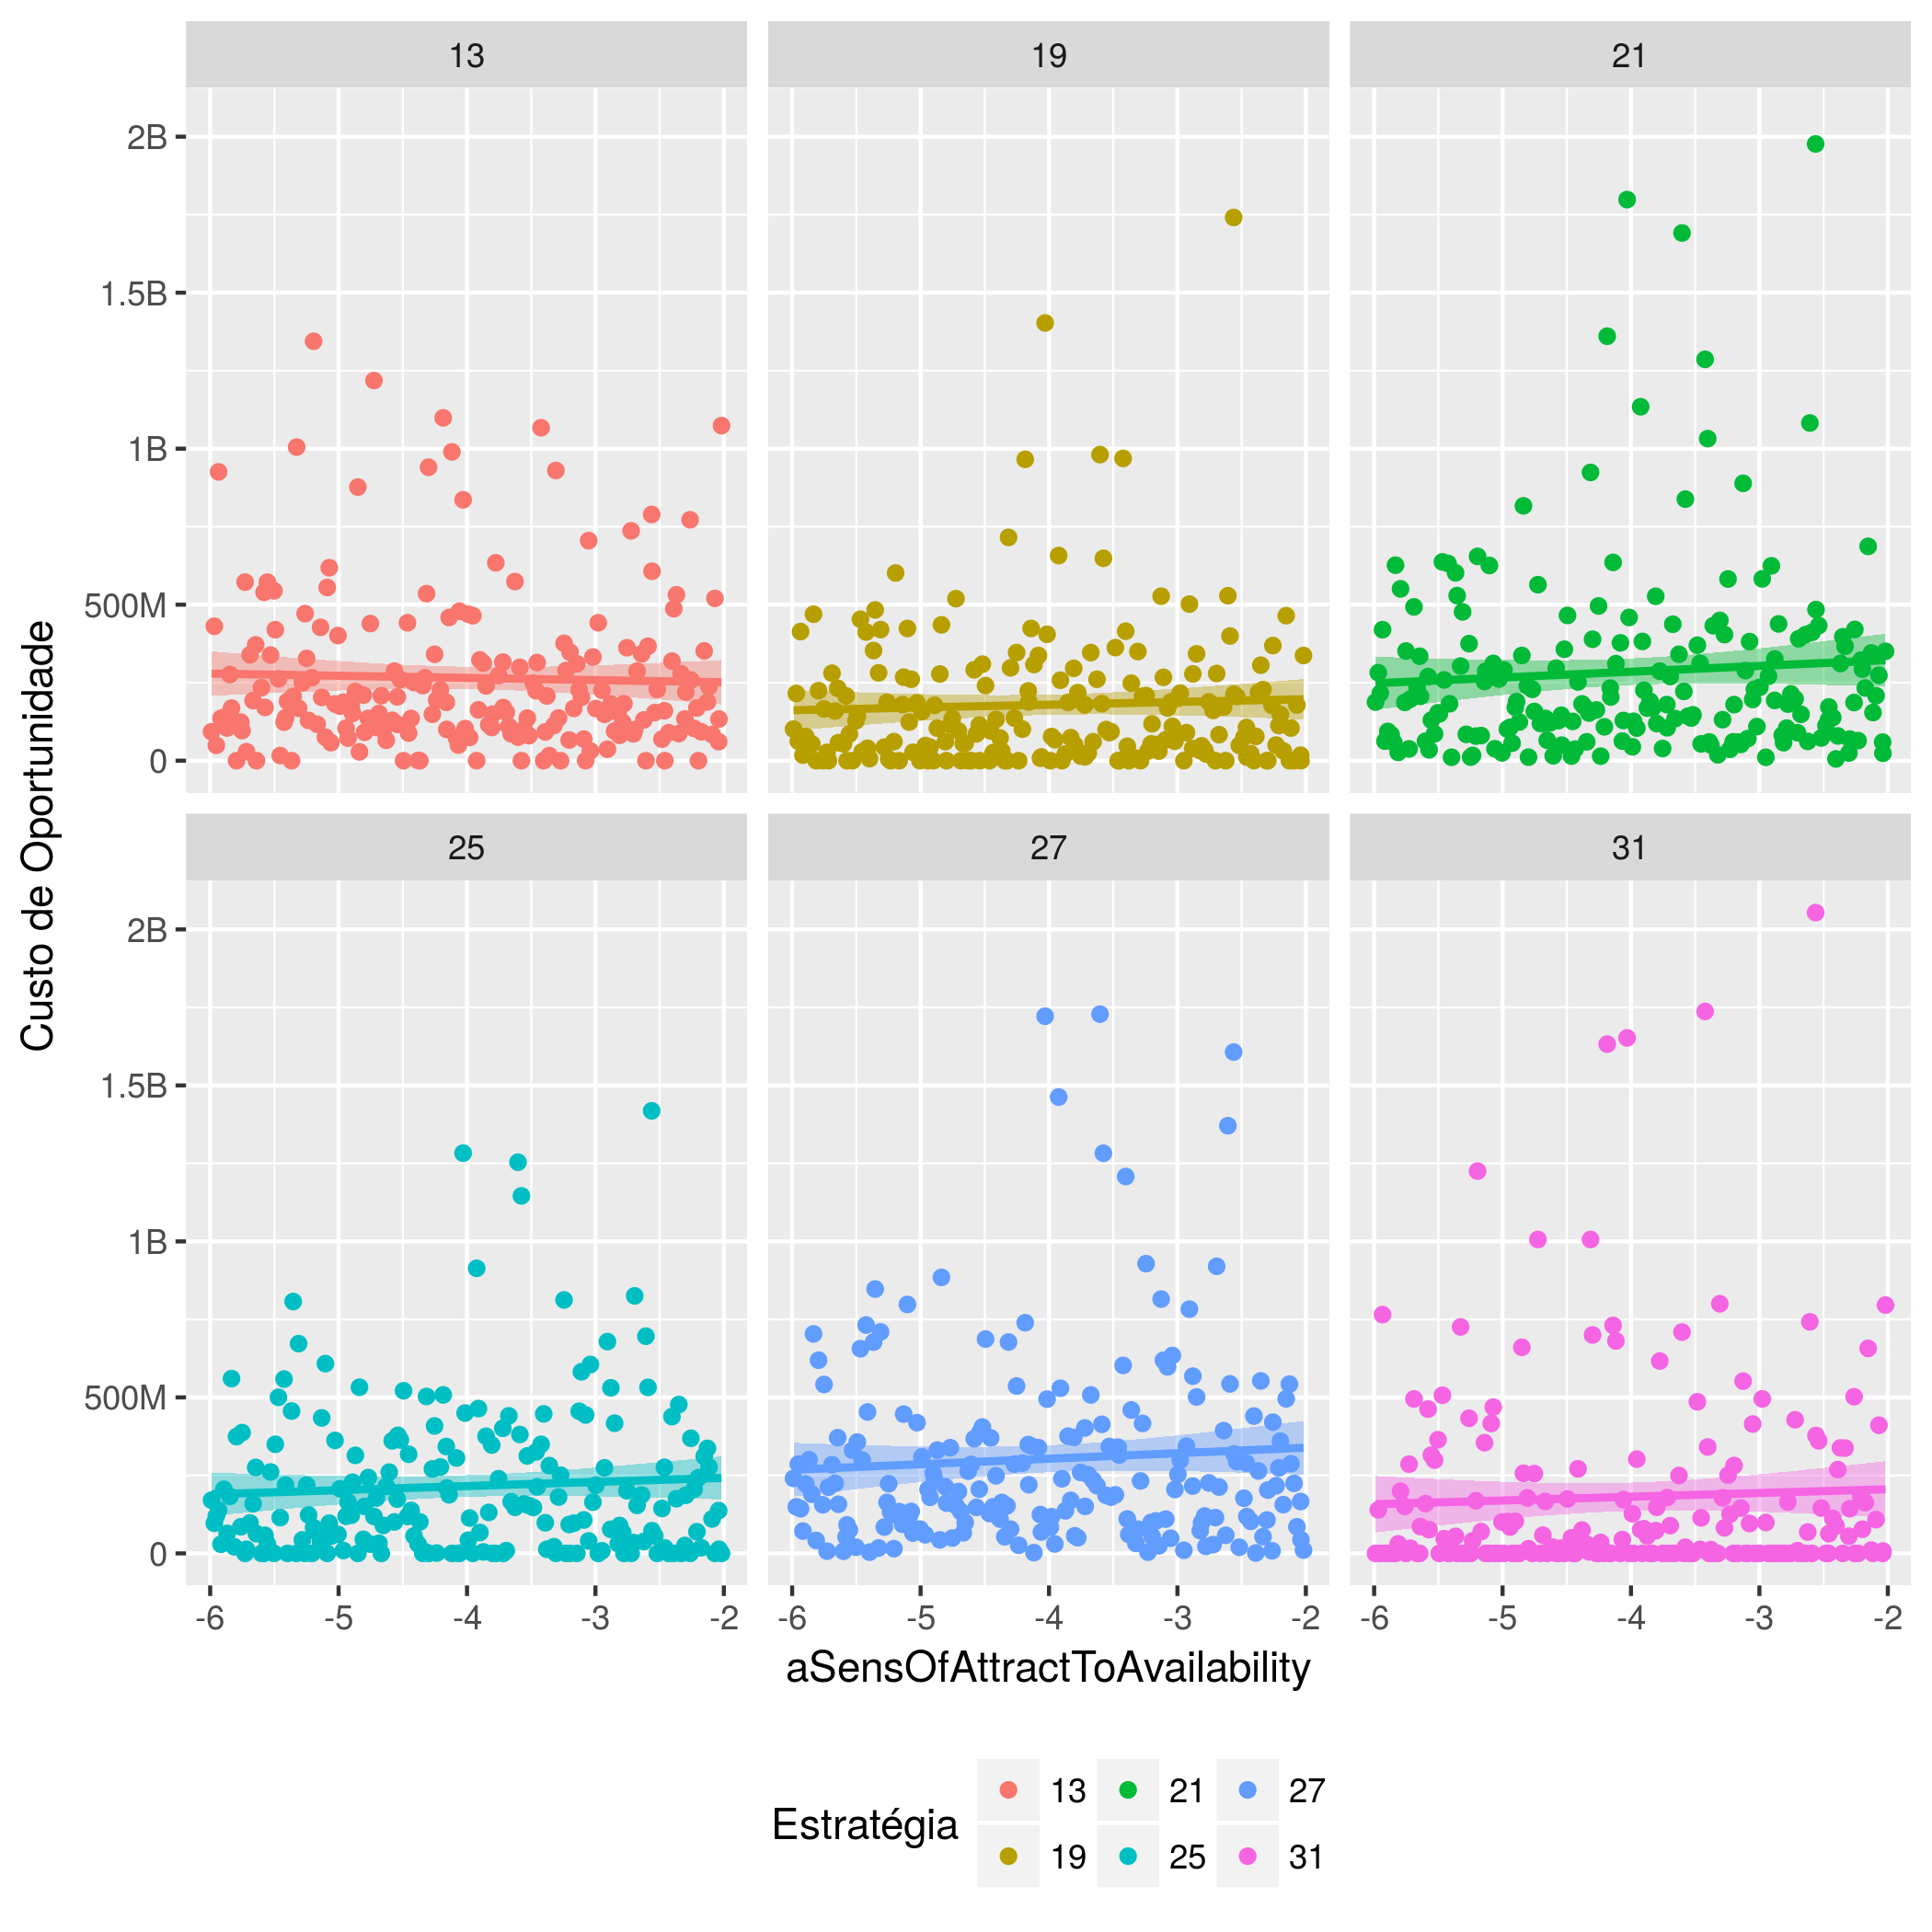 13 19 21
2B
1.5B
1B
500M
0
25 27 31
2B
1.5B
1B
500M
0
-6 -5 -4 -3 -2 -6 -5 -4 -3 -2 -6 -5 -4 -3 -2
Custo de Oportunidade
aSensOfAttractToAvailability
Estratégia
13 21 27
19 25 31